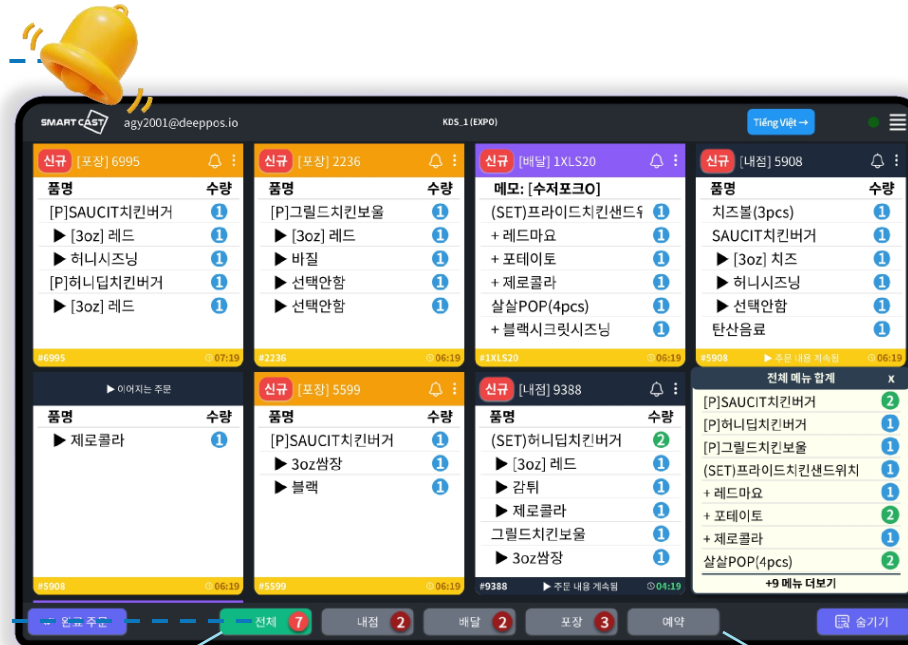 SMART CAST
agy2001@deeppos.io
KDS_1 (EXPO)
Tiếng Việt →
신규 [포장] 6995
품명 수량
[P]SAUCIT치킨버거 1
▶ [3oz] 레드 1
▶ 허니시즈닝 1
[P]허니딥치킨버거 1
▶ [3oz] 레드 1
#6995 07:19
신규 [포장] 2236
품명 수량
[P]그릴드치킨보울 1
▶ [3oz] 레드 1
▶ 바질 1
▶ 선택안함 1
▶ 선택안함 1
#2236 06:19
신규 [배달] 1XLS20
메모: [수저포크O]
(SET)프라이드치킨샌드위 1
+ 레드마요 1
+ 포테이토 1
+ 제로콜라 1
살살POP(4pcs) 1
+ 블랙시크릿시즈닝 1
#1XLS20 06:19
신규 [내점] 5908
품명 수량
치즈볼(3pcs) 1
SAUCIT치킨버거 1
▶ [3oz] 치즈 1
▶ 허니시즈닝 1
▶ 선택안함 1
탄산음료 1
#5908 ▶ 주문 내용 계속됨 06:19
▶ 이어지는 주문
품명 수량
▶ 제로콜라 1
#5908 06:19
신규 [포장] 5599
품명 수량
[P]SAUCIT치킨버거 1
▶ 3oz쌈장 1
▶ 블랙 1
#5599 06:19
신규 [내점] 9388
품명 수량
(SET)허니딥치킨버거 2
▶ [3oz] 레드 1
▶ 감튀 1
▶ 제로콜라 1
그릴드치킨보울 1
▶ 3oz쌈장 1
#9388 ▶ 주문 내용 계속됨 04:19
전체 메뉴 합계 x
[P]SAUCIT치킨버거 2
[P]허니딥치킨버거 1
[P]그릴드치킨보울 1
(SET)프라이드치킨샌드위치 1
+ 레드마요 1
+ 포테이토 2
+ 제로콜라 1
살살POP(4pcs) 2
+9 메뉴 더보기
완료 주문
전체 7
내점 2
배달 2
포장 3
예약
숨기기